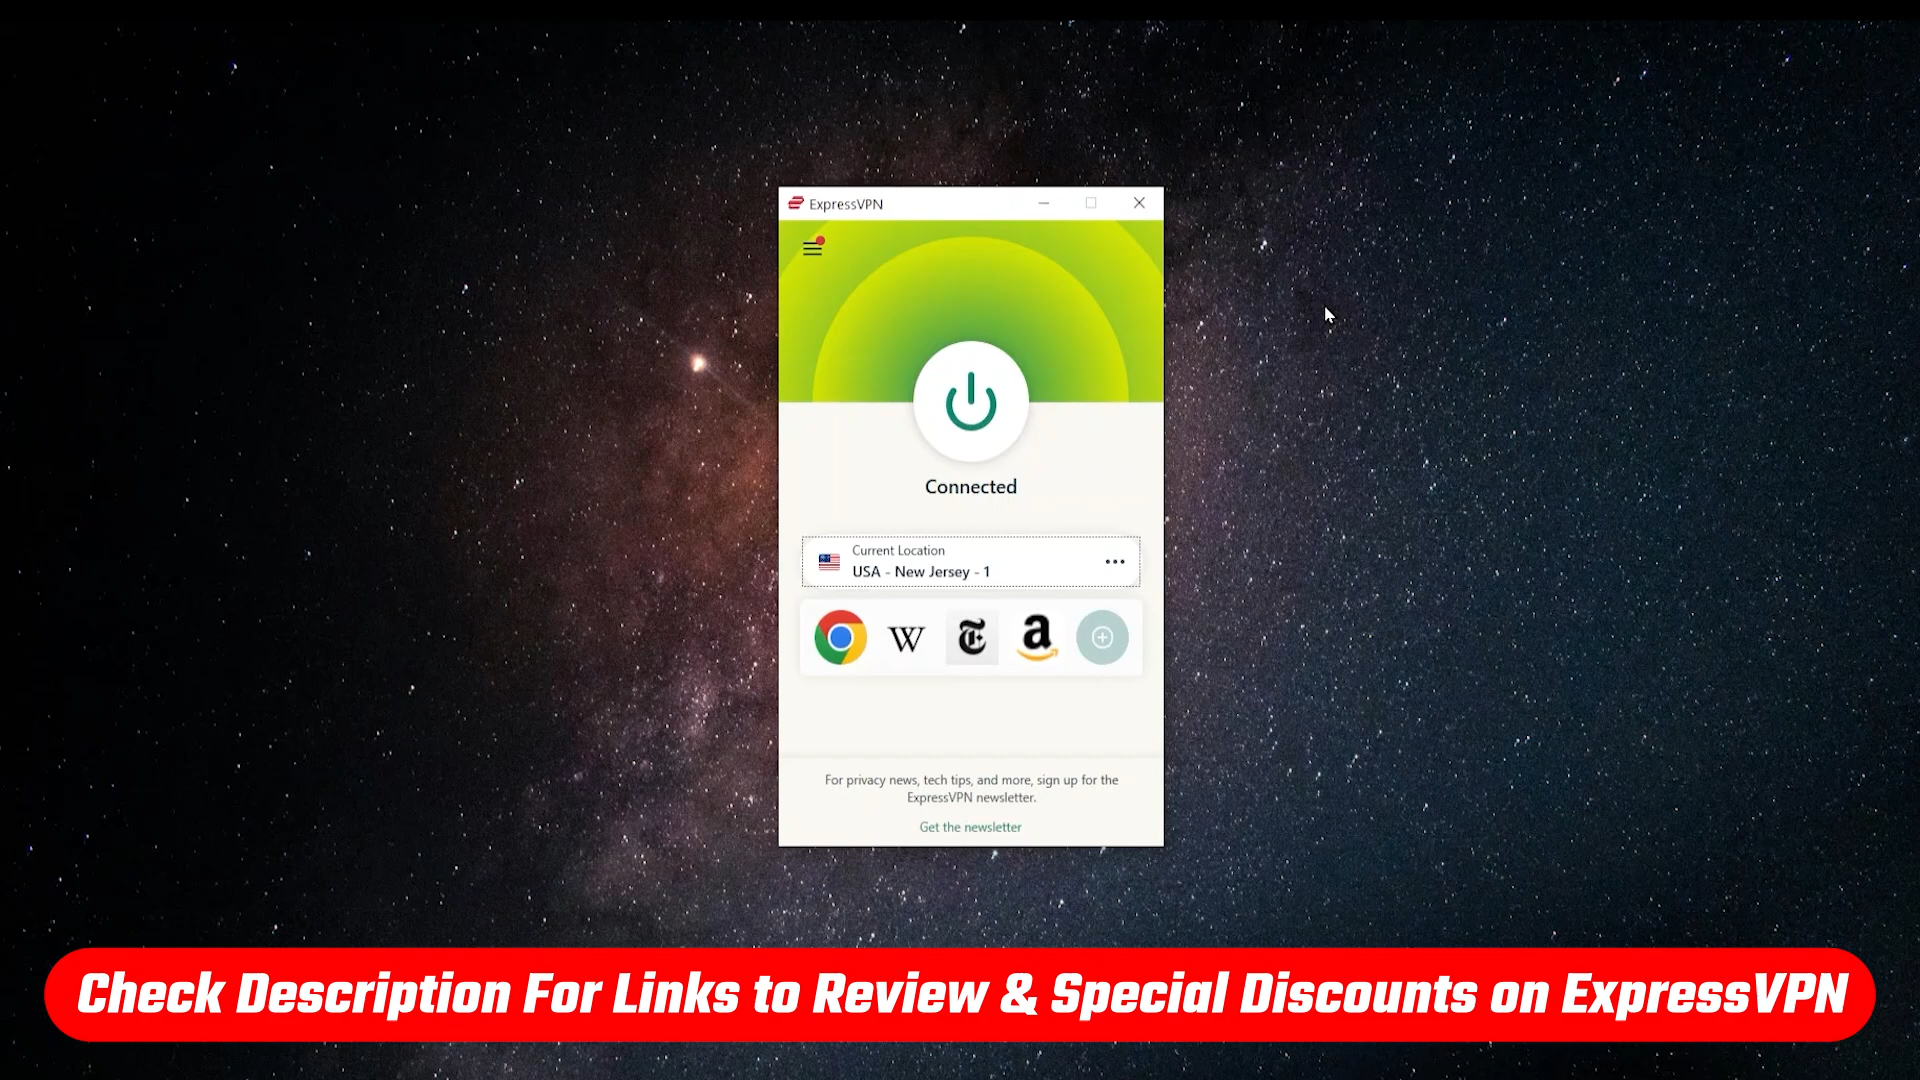 ExpressVPN
Connected
Current Location
USA - New Jersey - 1
W
T
a
For privacy news, tech tips, and more, sign up for the
ExpressVPN newsletter.
Get the newsletter
Check Description For Links to Review & Special Discounts on ExpressVPN